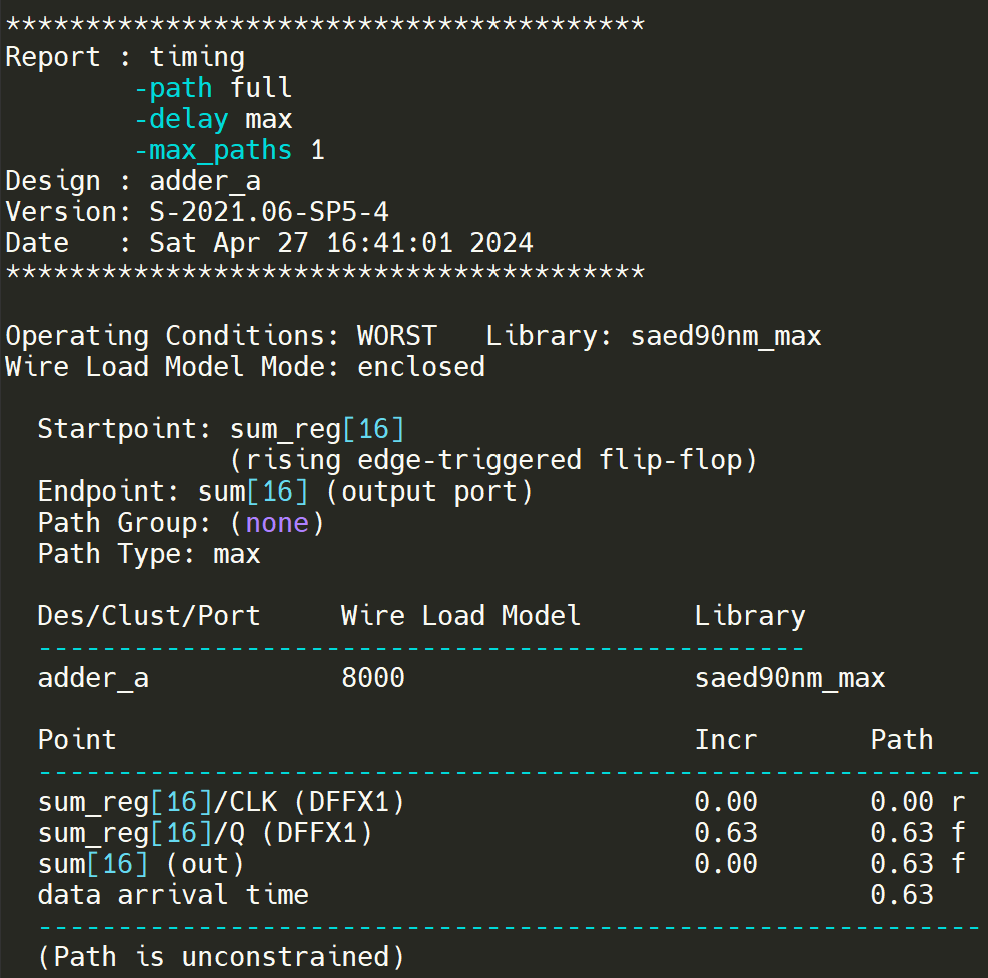 ****************************************
Report : timing
        -path full
        -delay max
        -max_paths 1
Design : adder_a
Version: S-2021.06-SP5-4
Date   : Sat Apr 27 16:41:01 2024
****************************************

Operating Conditions: WORST   Library: saed90nm_max
Wire Load Model Mode: enclosed

  Startpoint: sum_reg[16]
              (rising edge-triggered flip-flop)
  Endpoint: sum[16] (output port)
  Path Group: (none)
  Path Type: max

  Des/Clust/Port     Wire Load Model       Library
  ------------------------------------------------
  adder_a            8000                  saed90nm_max

  Point                                    Incr       Path
  -----------------------------------------------------------
  sum_reg[16]/CLK (DFFX1)                  0.00       0.00 r
  sum_reg[16]/Q (DFFX1)                    0.63       0.63 f
  sum[16] (out)                            0.00       0.63 f
  data arrival time                                   0.63
  -----------------------------------------------------------
  (Path is unconstrained)